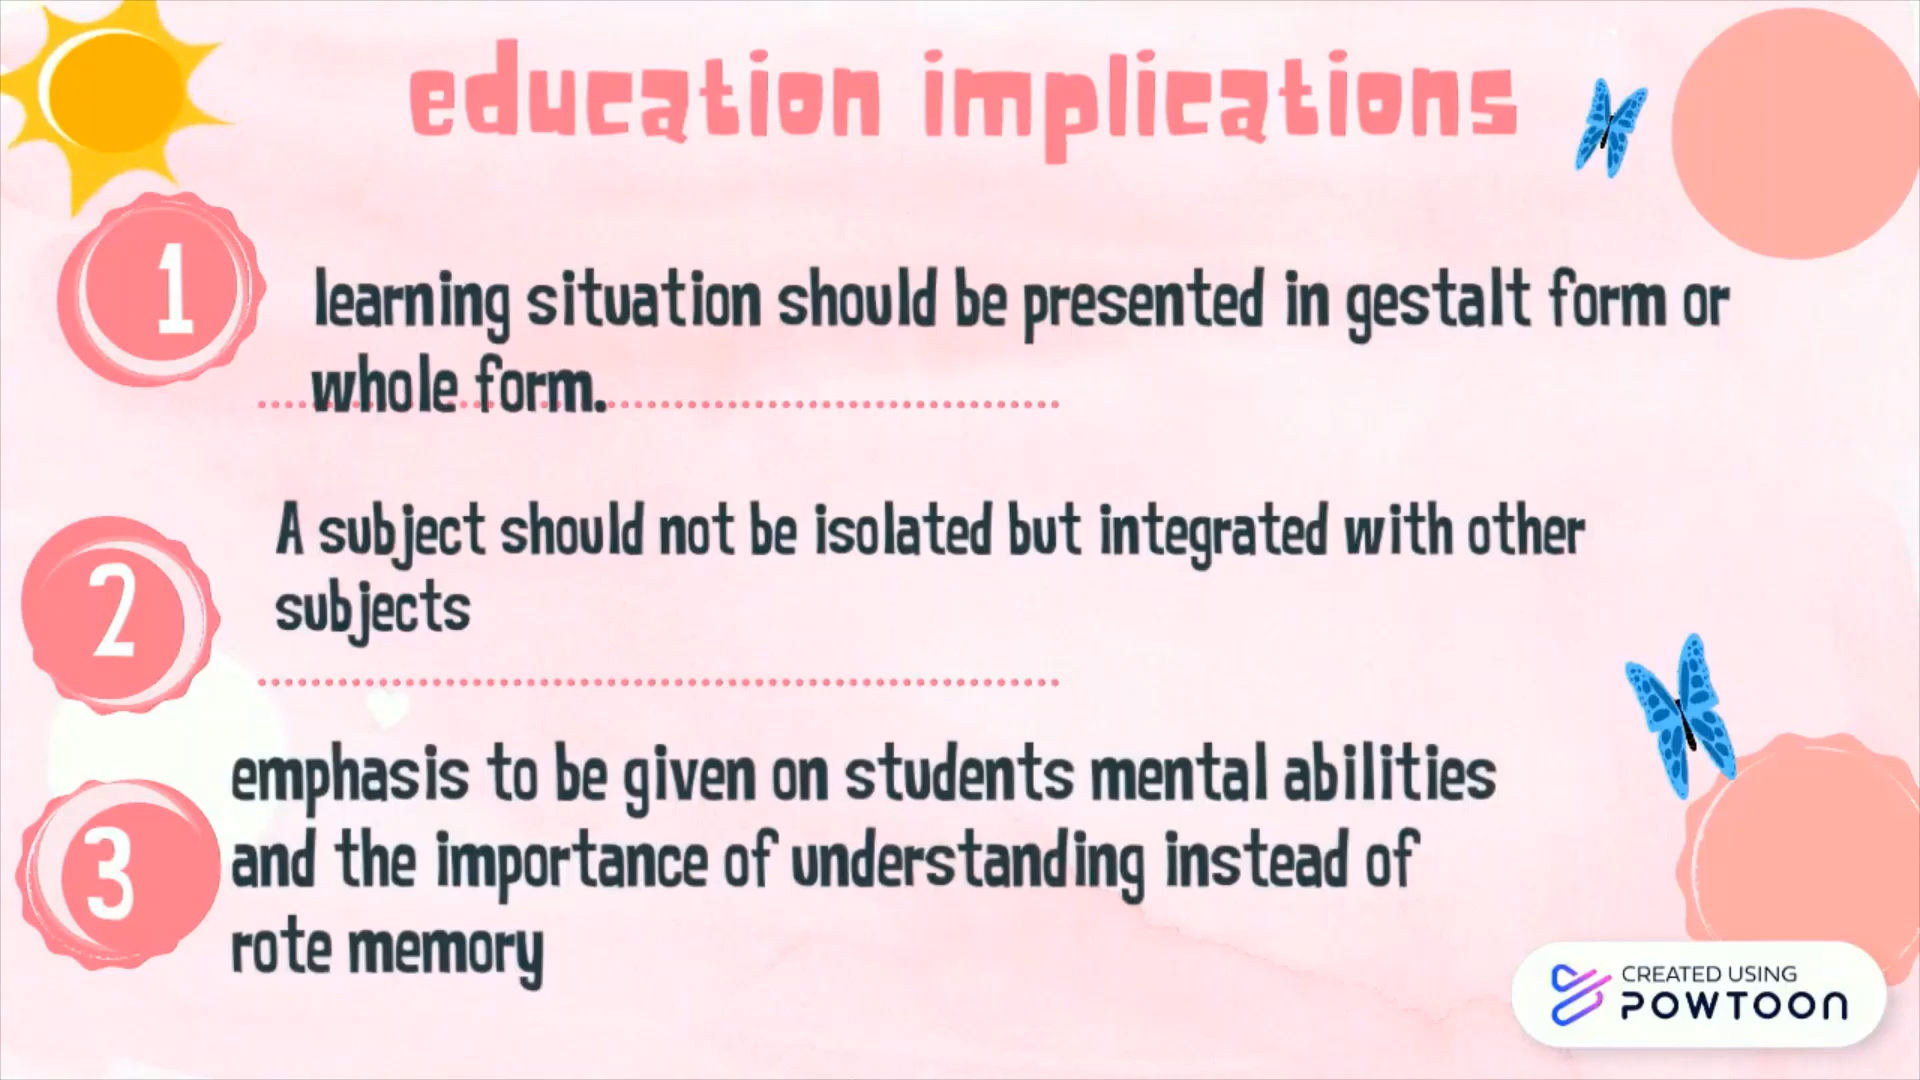 education implications
1
learning situation should be presented in gestalt form or
whole form.
2
A subject should not be isolated but integrated with other
subjects
3
emphasis to be given on students mental abilities
and the importance of understanding instead of
rote memory
CREATED USING
POWTOON